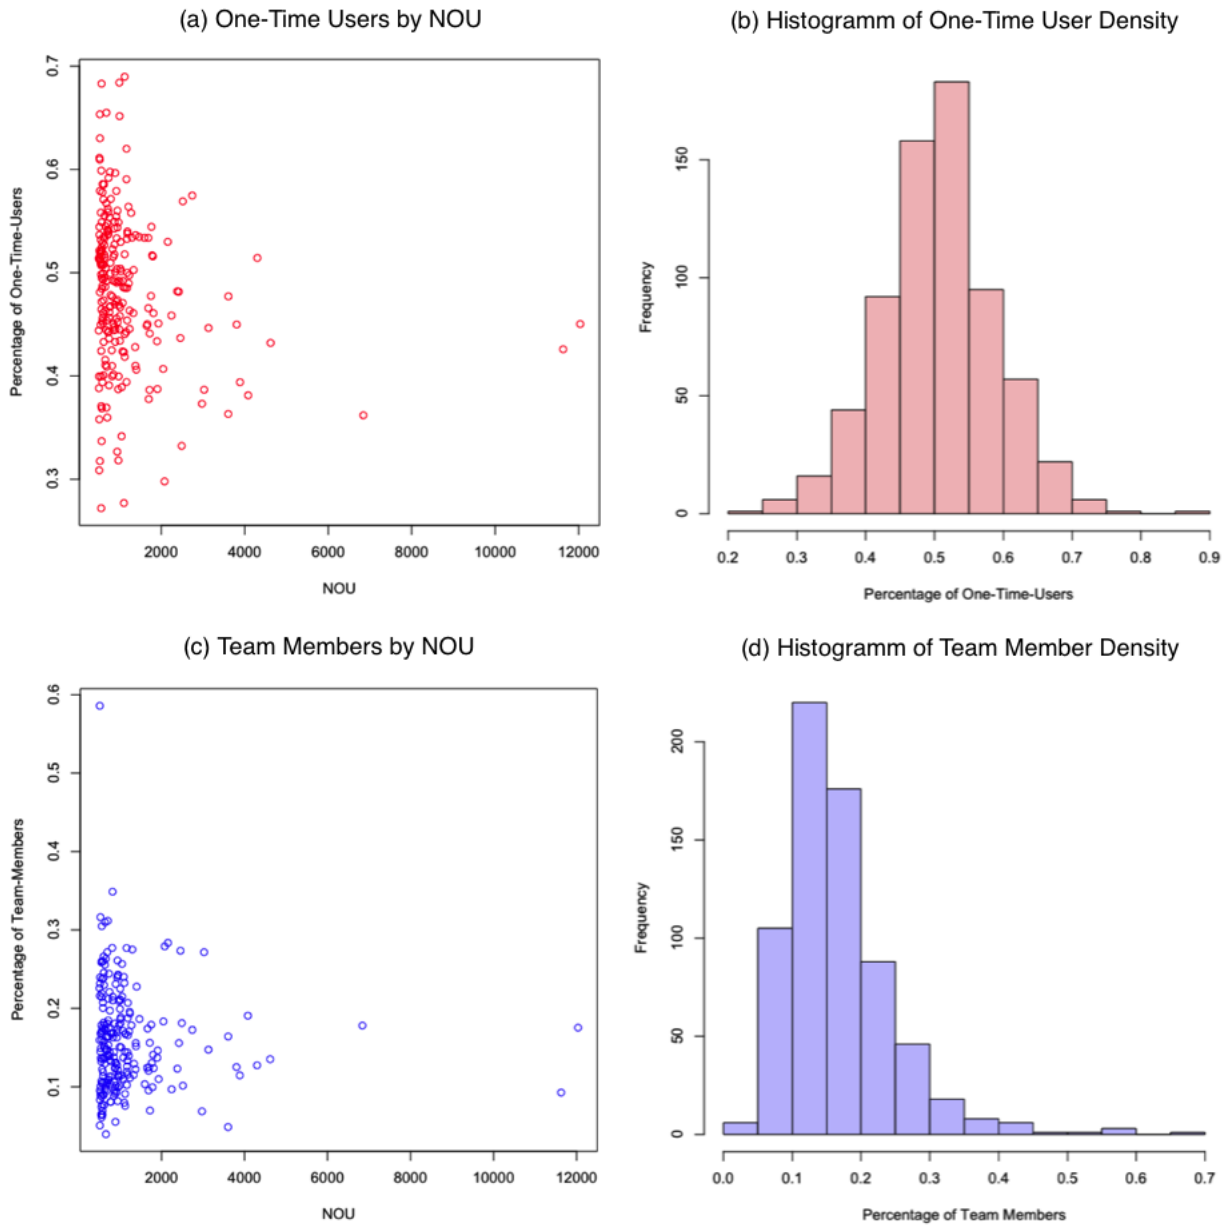 (a) One-Time Users by NOU
0.7
0.6
0.5
0.4
0.3
Percentage of One-Time-Users
2000 4000 6000 8000 10000 12000
NOU
(b) Histogramm of One-Time User Density
150
100
50
0
Frequency
0.2 0.3 0.4 0.5 0.6 0.7 0.8 0.9
Percentage of One-Time-Users
(c) Team Members by NOU
0.6
0.5
0.4
0.3
0.2
0.1
Percentage of Team-Members
2000 4000 6000 8000 10000 12000
NOU
(d) Histogramm of Team Member Density
200
150
100
50
0
Frequency
0.0 0.1 0.2 0.3 0.4 0.5 0.6 0.7
Percentage of Team Members